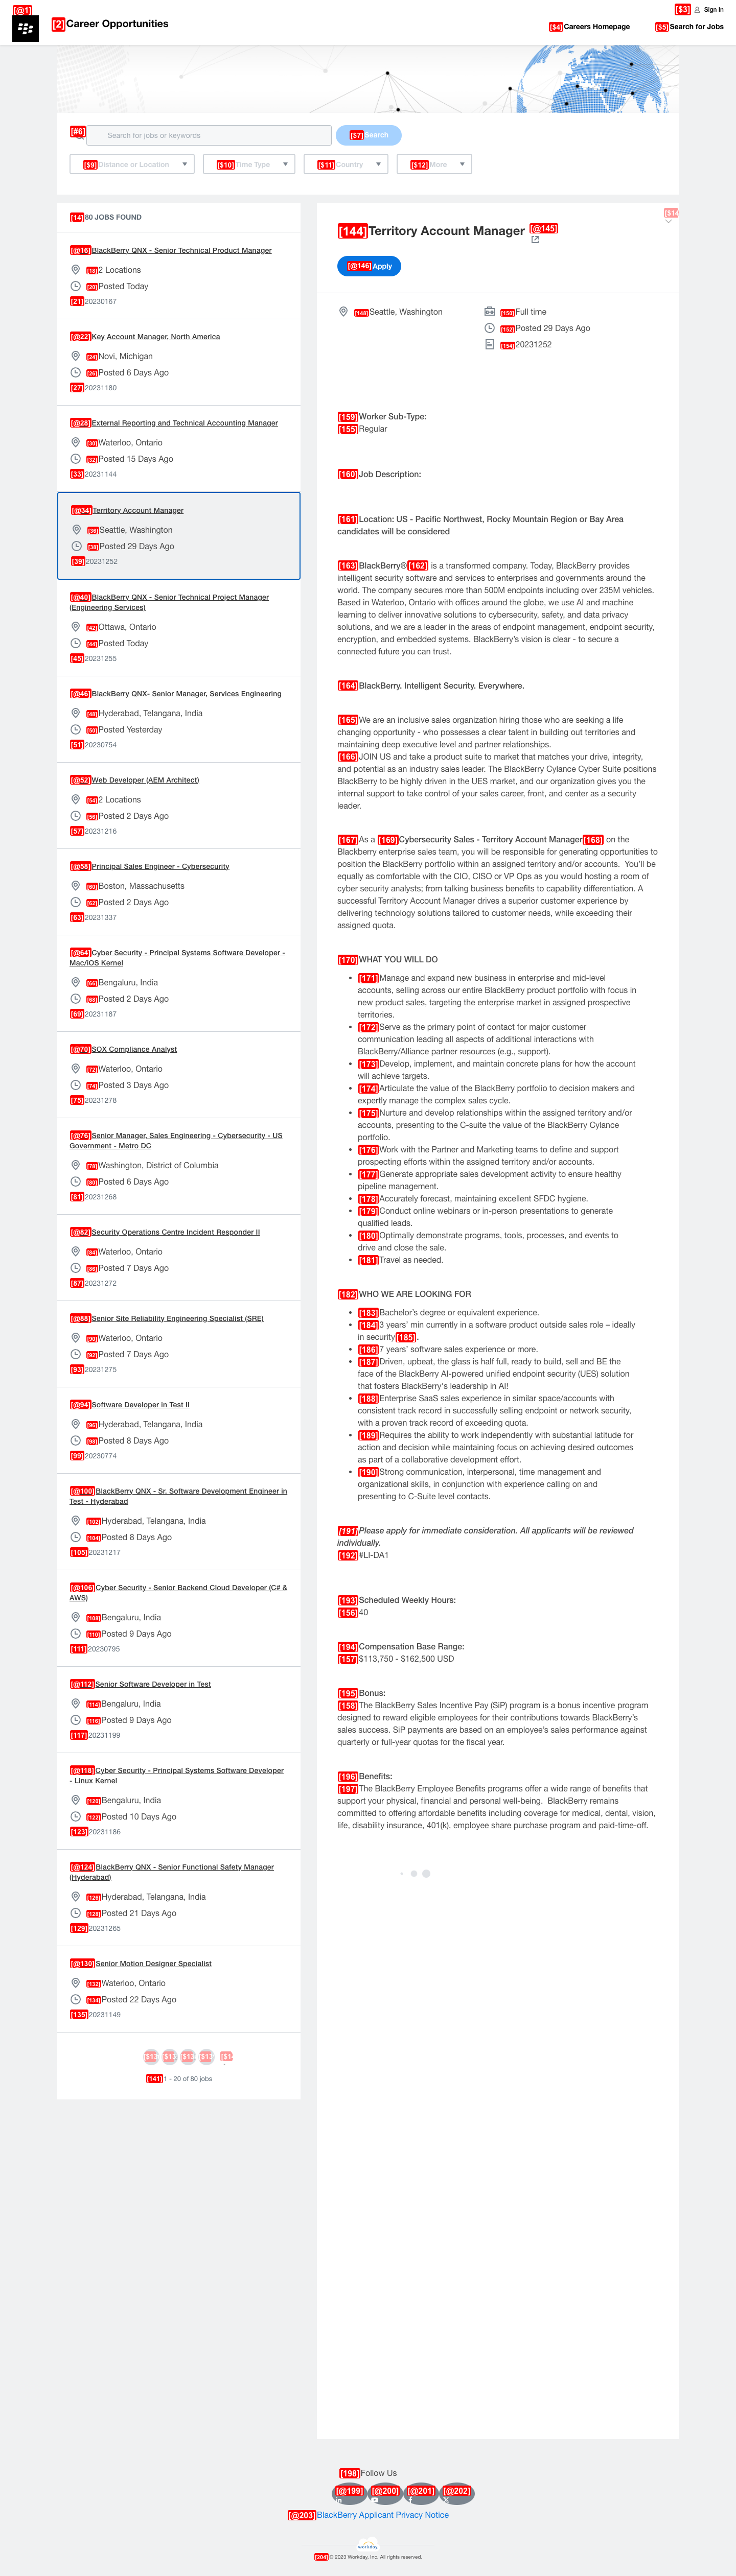 [@1]
[2]Career Opportunities
[$3] Sign In
[$4]Careers Homepage
[$5]Search for Jobs
[#6] Search for jobs or keywords
[$7]Search
[$9]Distance or Location
[$10]Time Type
[$11]Country
[$12]More
[14]80 JOBS FOUND
[@16]BlackBerry QNX - Senior Technical Product Manager
[18]2 Locations
[20]Posted Today
[21]20230167
[@22]Key Account Manager, North America
[24]Novi, Michigan
[26]Posted 6 Days Ago
[27]20231180
[@28]External Reporting and Technical Accounting Manager
[30]Waterloo, Ontario
[32]Posted 15 Days Ago
[33]20231144
[@34]Territory Account Manager
[36]Seattle, Washington
[38]Posted 29 Days Ago
[39]20231252
[@40]BlackBerry QNX - Senior Technical Project Manager
(Engineering Services)
[42]Ottawa, Ontario
[44]Posted Today
[45]20231255
[@46]BlackBerry QNX- Senior Manager, Services Engineering
[48]Hyderabad, Telangana, India
[50]Posted Yesterday
[51]20230754
[@52]Web Developer (AEM Architect)
[54]2 Locations
[56]Posted 2 Days Ago
[57]20231216
[@58]Principal Sales Engineer - Cybersecurity
[60]Boston, Massachusetts
[62]Posted 2 Days Ago
[63]20231337
[@64]Cyber Security - Principal Systems Software Developer -
Mac/iOS Kernel
[66]Bengaluru, India
[68]Posted 2 Days Ago
[69]20231187
[@70]SOX Compliance Analyst
[72]Waterloo, Ontario
[74]Posted 3 Days Ago
[75]20231278
[@76]Senior Manager, Sales Engineering - Cybersecurity - US
Government - Metro DC
[78]Washington, District of Columbia
[80]Posted 6 Days Ago
[81]20231268
[@82]Security Operations Centre Incident Responder II
[84]Waterloo, Ontario
[86]Posted 7 Days Ago
[87]20231272
[@88]Senior Site Reliability Engineering Specialist (SRE)
[90]Waterloo, Ontario
[92]Posted 7 Days Ago
[93]20231275
[@94]Software Developer in Test II
[96]Hyderabad, Telangana, India
[98]Posted 8 Days Ago
[99]20230774
[@100]BlackBerry QNX - Sr. Software Development Engineer in
Test - Hyderabad
[102]Hyderabad, Telangana, India
[104]Posted 8 Days Ago
[105]20231217
[@106]Cyber Security - Senior Backend Cloud Developer (C# &
AWS)
[108]Bengaluru, India
[110]Posted 9 Days Ago
[111]20230795
[@112]Senior Software Developer in Test
[114]Bengaluru, India
[116]Posted 9 Days Ago
[117]20231199
[@118]Cyber Security - Principal Systems Software Developer
- Linux Kernel
[120]Bengaluru, India
[122]Posted 10 Days Ago
[123]20231186
[@124]BlackBerry QNX - Senior Functional Safety Manager
(Hyderabad)
[126]Hyderabad, Telangana, India
[128]Posted 21 Days Ago
[129]20231265
[@130]Senior Motion Designer Specialist
[132]Waterloo, Ontario
[134]Posted 22 Days Ago
[135]20231149
[141]1 - 20 of 80 jobs
[144]Territory Account Manager [@145]
[@146]Apply
[148]Seattle, Washington
[150]Full time
[152]Posted 29 Days Ago
[154]20231252
[159]Worker Sub-Type:
[155]Regular
[160]Job Description:
[161]Location: US - Pacific Northwest, Rocky Mountain Region or Bay Area
candidates will be considered
[163]BlackBerry®[162] is a transformed company. Today, BlackBerry provides
intelligent security software and services to enterprises and governments around the
world. The company secures more than 500M endpoints including over 235M vehicles.
Based in Waterloo, Ontario with offices around the globe, we use AI and machine
learning to deliver innovative solutions to cybersecurity, safety, and data privacy
solutions, and we are a leader in the areas of endpoint management, endpoint security,
encryption, and embedded systems. BlackBerry's vision is clear - to secure a
connected future you can trust.
[164]BlackBerry. Intelligent Security. Everywhere.
[165]We are an inclusive sales organization hiring those who are seeking a life
changing opportunity - who possesses a clear talent in building out territories and
maintaining deep executive level and partner relationships.
[166]JOIN US and take a product suite to market that matches your drive, integrity,
and potential as an industry sales leader. The BlackBerry Cylance Cyber Suite positions
BlackBerry to be highly driven in the UES market, and our organization gives you the
internal support to take control of your sales career, front, and center as a security
leader.
[167]As a [169]Cybersecurity Sales - Territory Account Manager[168] on the
Blackberry enterprise sales team, you will be responsible for generating opportunities to
position the BlackBerry portfolio within an assigned territory and/or accounts.  You'll be
equally as comfortable with the CIO, CISO or VP Ops as you would hosting a room of
cyber security analysts; from talking business benefits to capability differentiation. A
successful Territory Account Manager drives a superior customer experience by
delivering technology solutions tailored to customer needs, while exceeding their
assigned quota.
[170]WHAT YOU WILL DO
• [171]Manage and expand new business in enterprise and mid-level
accounts, selling across our entire BlackBerry product portfolio with focus in
new product sales, targeting the enterprise market in assigned prospective
territories.
• [172]Serve as the primary point of contact for major customer
communication leading all aspects of additional interactions with
BlackBerry/Alliance partner resources (e.g., support).
• [173]Develop, implement, and maintain concrete plans for how the account
will achieve targets.
• [174]Articulate the value of the BlackBerry portfolio to decision makers and
expertly manage the complex sales cycle.
• [175]Nurture and develop relationships within the assigned territory and/or
accounts, presenting to the C-suite the value of the BlackBerry Cylance
portfolio.
• [176]Work with the Partner and Marketing teams to define and support
prospecting efforts within the assigned territory and/or accounts.
• [177]Generate appropriate sales development activity to ensure healthy
pipeline management.
• [178]Accurately forecast, maintaining excellent SFDC hygiene.
• [179]Conduct online webinars or in-person presentations to generate
qualified leads.
• [180]Optimally demonstrate programs, tools, processes, and events to
drive and close the sale.
• [181]Travel as needed.
[182]WHO WE ARE LOOKING FOR
• [183]Bachelor's degree or equivalent experience.
• [184]3 years' min currently in a software product outside sales role – ideally
in security[185].
• [186]7 years' software sales experience or more.
• [187]Driven, upbeat, the glass is half full, ready to build, sell and BE the
face of the BlackBerry AI-powered unified endpoint security (UES) solution
that fosters BlackBerry's leadership in AI!
• [188]Enterprise SaaS sales experience in similar space/accounts with
consistent track record in successfully selling endpoint or network security,
with a proven track record of exceeding quota.
• [189]Requires the ability to work independently with substantial latitude for
action and decision while maintaining focus on achieving desired outcomes
as part of a collaborative development effort.
• [190]Strong communication, interpersonal, time management and
organizational skills, in conjunction with experience calling on and
presenting to C-Suite level contacts.
[191]Please apply for immediate consideration. All applicants will be reviewed
individually.
[192]#LI-DA1
[193]Scheduled Weekly Hours:
[156]40
[194]Compensation Base Range:
[157]$113,750 - $162,500 USD
[195]Bonus:
[158]The BlackBerry Sales Incentive Pay (SiP) program is a bonus incentive program
designed to reward eligible employees for their contributions towards BlackBerry's
sales success. SiP payments are based on an employee's sales performance against
quarterly or full-year quotas for the fiscal year.
[196]Benefits:
[197]The BlackBerry Employee Benefits programs offer a wide range of benefits that
support your physical, financial and personal well-being.  BlackBerry remains
committed to offering affordable benefits including coverage for medical, dental, vision,
life, disability insurance, 401(k), employee share purchase program and paid-time-off.
[198]Follow Us
[@199] [@200] [@201] [@202]
[@203]BlackBerry Applicant Privacy Notice
workday.
[204]© 2023 Workday, Inc. All rights reserved.